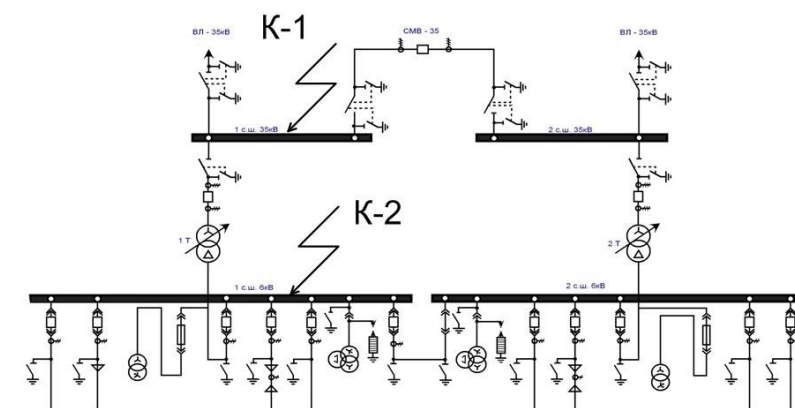 К-1
ВЛ - 35кВ
СМВ - 35
ВЛ - 35кВ
1 с.ш. 35кВ
2 с.ш. 35кВ
К-2
1 Т
2 Т
1 с.ш. 6кВ
2 с.ш. 6кВ